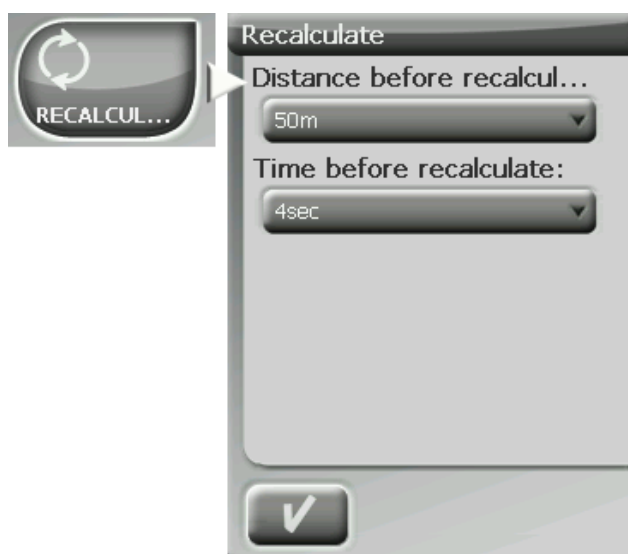 RECALCUL...
Recalculate
Distance before recalcul...
50m
Time before recalculate:
4sec